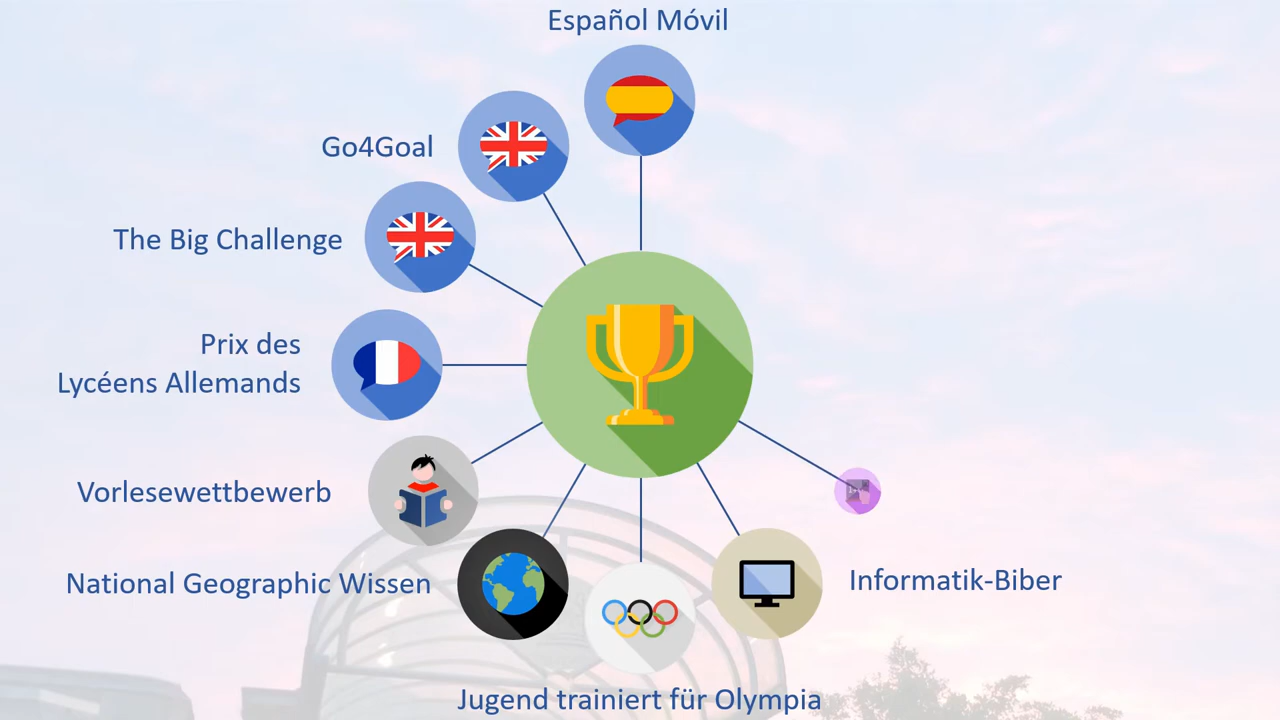 Español Móvil
Go4Goal
The Big Challenge
Prix des
Lycéens Allemands
Vorlesewettbewerb
National Geographic Wissen
Informatik-Biber
Jugend trainiert für Olympia